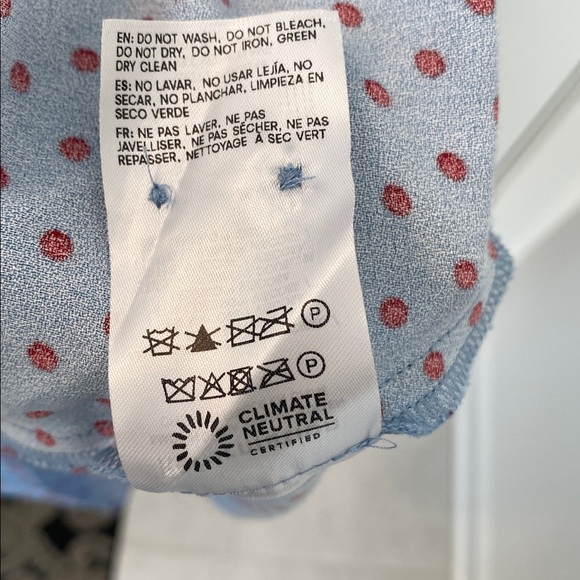 EN: DO NOT WASH, DO NOT BLEACH,
DO NOT DRY, DO NOT IRON, GREEN
DRY CLEAN
ES: NO LAVAR, NO USAR LEJÍA, NO
SECAR, NO PLANCHAR, LIMPIEZA EN
SECO VERDE
FR: NE PAS LAVER, NE PAS
JAVELLISER, NE PAS SÉCHER, NE PAS
REPASSER, NETTOYAGE À SEC VERT
P
P
CLIMATE
NEUTRAL
CERTIFIED